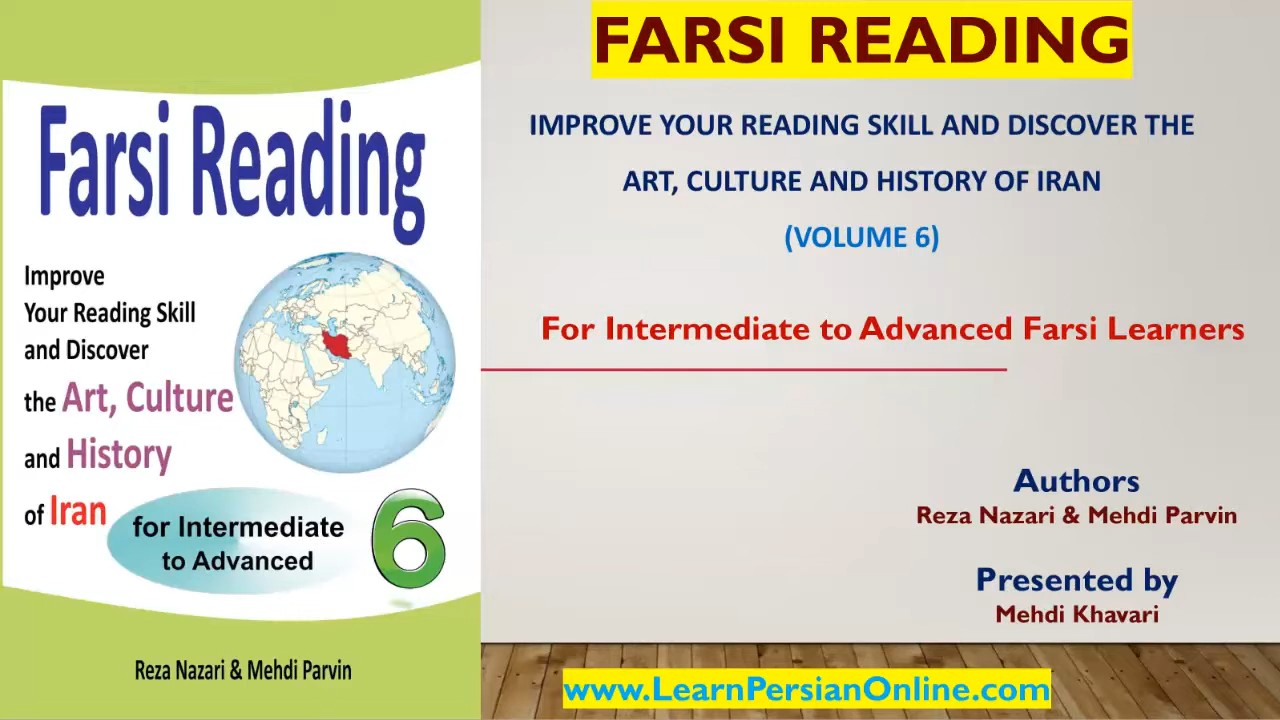 Farsi Reading
Improve
Your Reading Skill
and Discover
the Art, Culture
and History
of Iran
for Intermediate
to Advanced
6
Reza Nazari & Mehdi Parvin
FARSI READING
IMPROVE YOUR READING SKILL AND DISCOVER THE
ART, CULTURE AND HISTORY OF IRAN
(VOLUME 6)
For Intermediate to Advanced Farsi Learners
Authors
Reza Nazari & Mehdi Parvin
Presented by
Mehdi Khavari
www.LearnPersianOnline.com